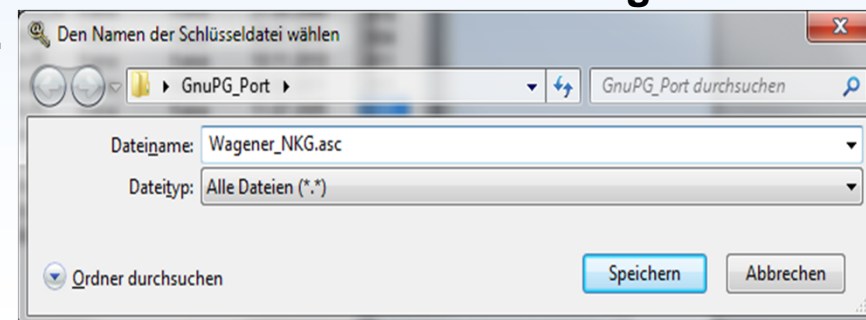 Den Namen der Schlüsseldatei wählen
GnuPG_Port
GnuPG_Port durchsuchen
Dateiname: Wagener_NKG.asc
Dateityp: Alle Dateien (*.*)
Ordner durchsuchen
Speichern
Abbrechen